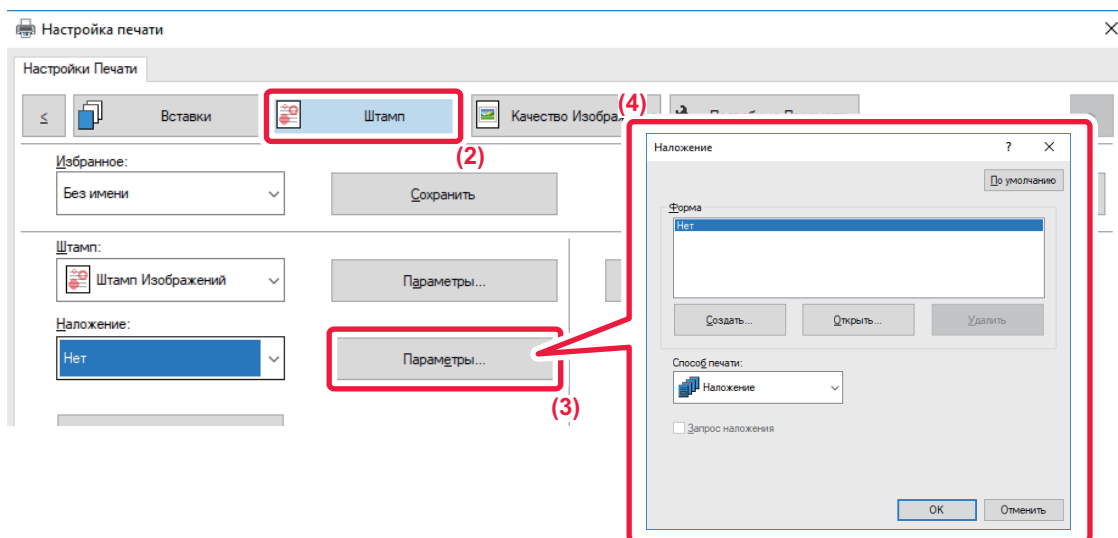 Настройка печати
Настройки Печати
≤ Вставки Штамп Качество
(2)
(4)
Избранное:
Без имени Сохранить
Штамп:
Штамп Изображений Параметры...
Наложение:
Нет Параметры...
(3)
Наложение ? ×
По умолчанию
Форма
Нет
Создать... Открыть... Удалить
Способ печати:
Наложение
Запрос наложения
OK Отменить